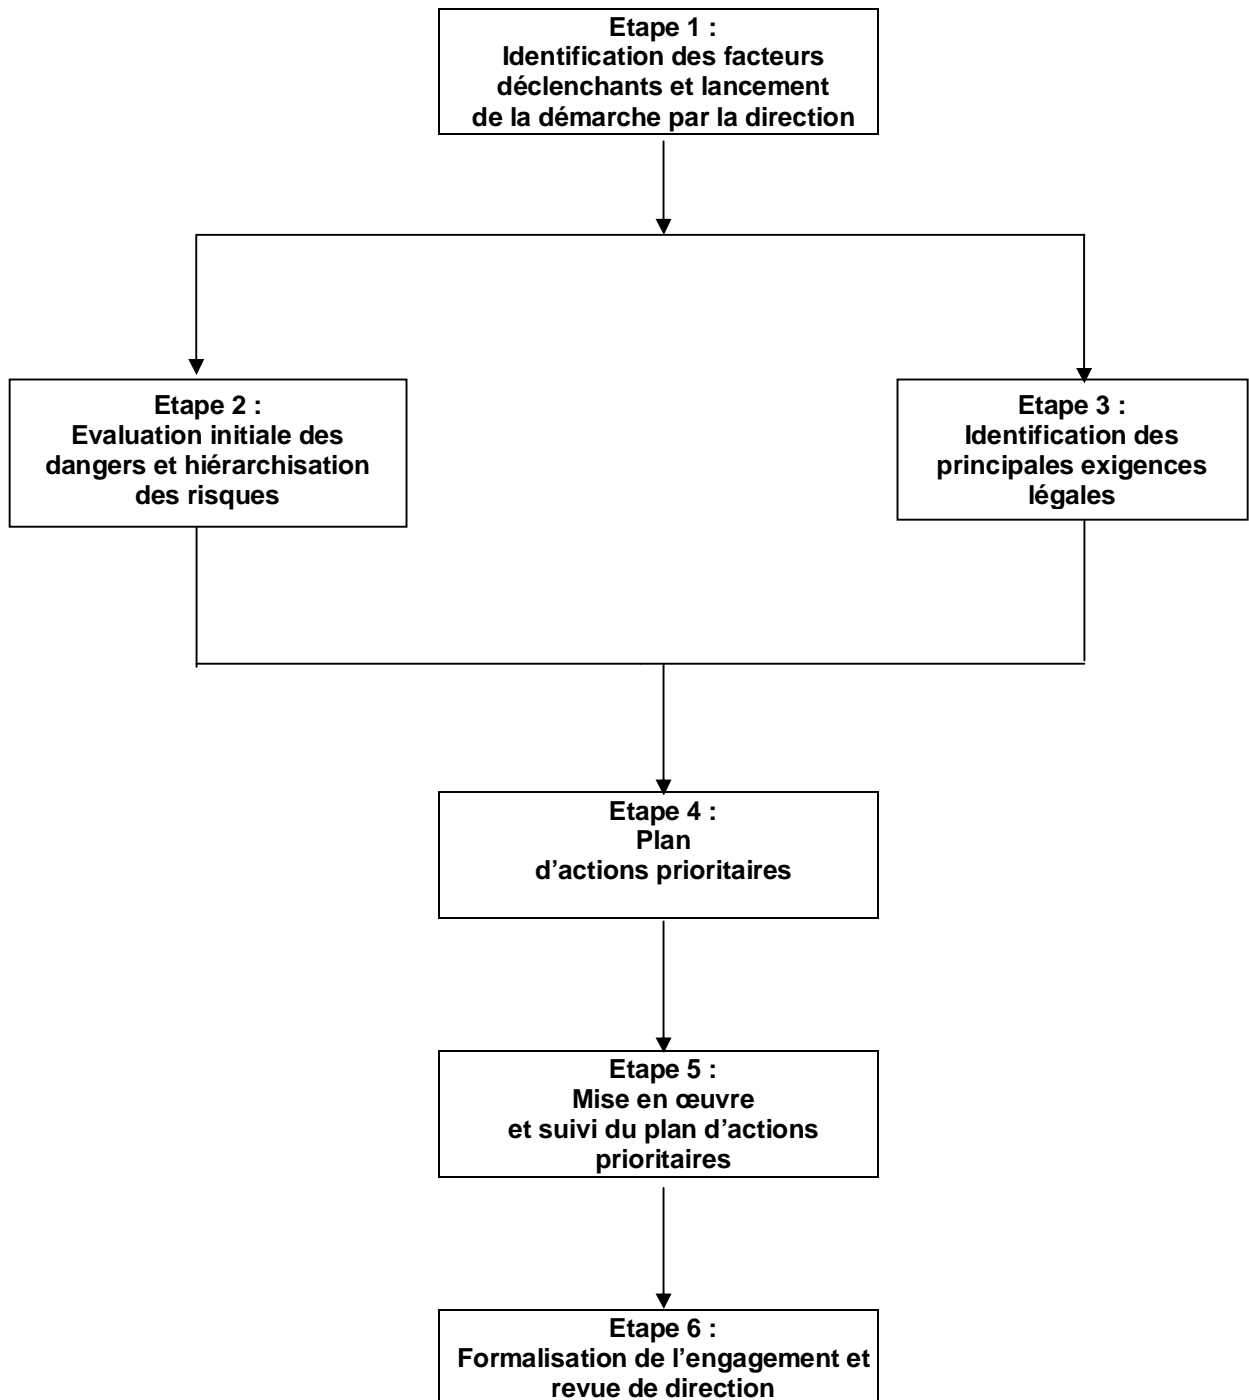 Etape 1 :
Identification des facteurs
déclenchants et lancement
de la démarche par la direction
Etape 2 :
Evaluation initiale des
dangers et hiérarchisation
des risques
Etape 3 :
Identification des
principales exigences
légales
Etape 4 :
Plan
d’actions prioritaires
Etape 5 :
Mise en œuvre
et suivi du plan d’actions
prioritaires
Etape 6 :
Formalisation de l’engagement et
revue de direction